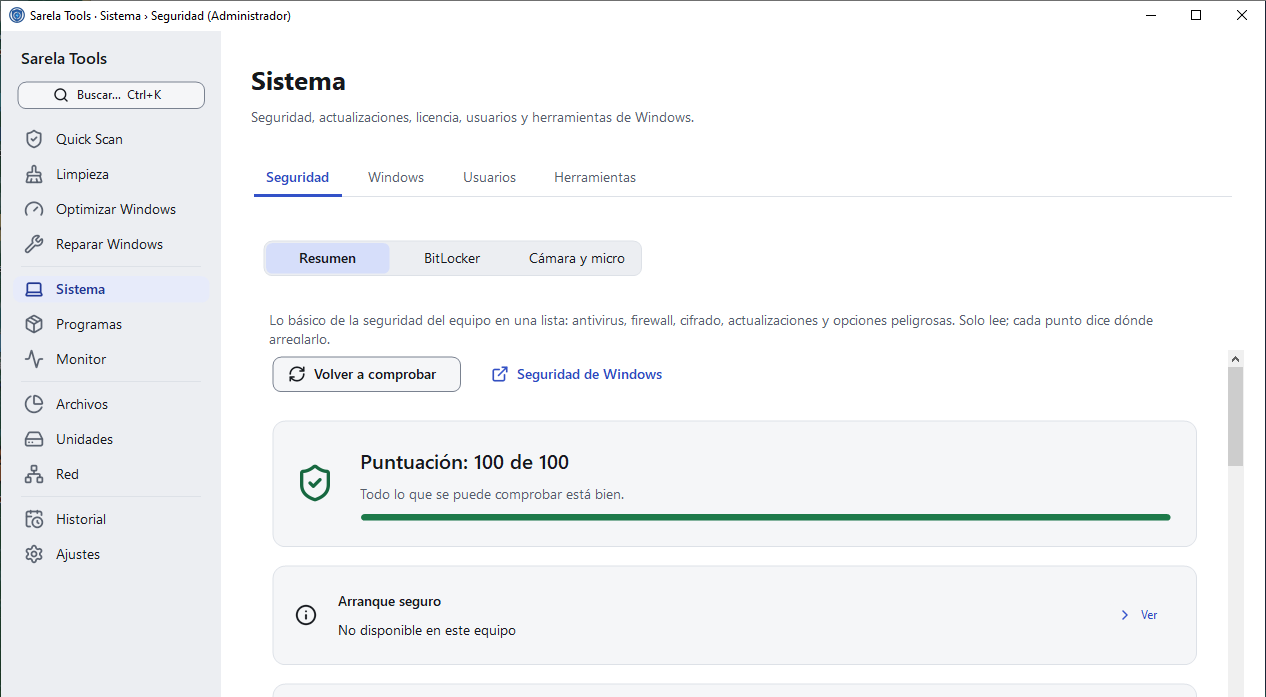 Sarela Tools · Sistema › Seguridad (Administrador)
Sarela Tools
Buscar... Ctrl+K
Quick Scan
Limpieza
Optimizar Windows
Reparar Windows
Sistema
Programas
Monitor
Archivos
Unidades
Red
Historial
Ajustes
Sistema
Seguridad, actualizaciones, licencia, usuarios y herramientas de Windows.
Seguridad Windows Usuarios Herramientas
Resumen BitLocker Cámara y micro
Lo básico de la seguridad del equipo en una lista: antivirus, firewall, cifrado, actualizaciones y opciones peligrosas. Solo lee; cada punto dice dónde
arreglarlo.
Volver a comprobar Seguridad de Windows
Puntuación: 100 de 100
Todo lo que se puede comprobar está bien.
Arranque seguro
No disponible en este equipo
Ver